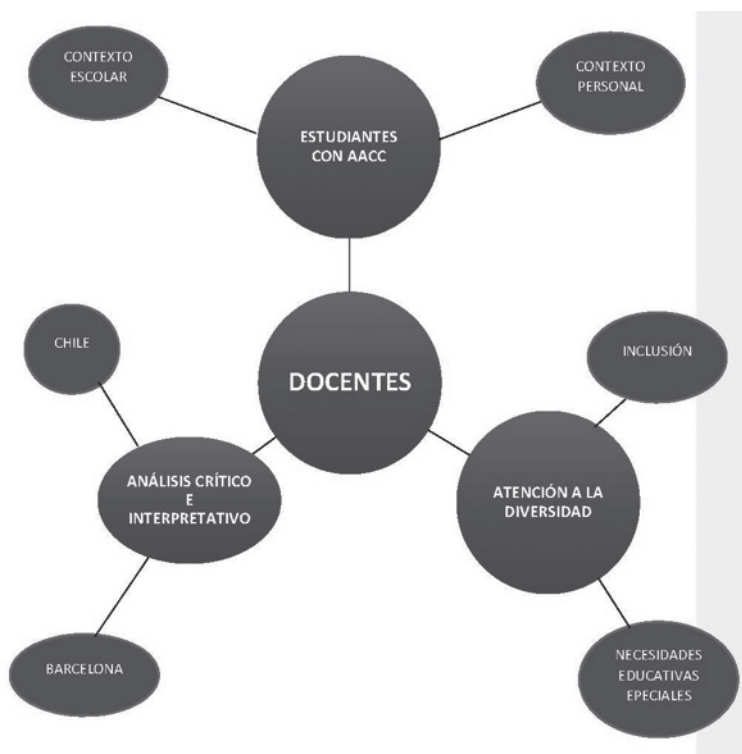 CONTEXTO
ESCOLAR
CONTEXTO
PERSONAL
ESTUDIANTES
CON AACC
CHILE
INCLUSIÓN
DOCENTES
ANÁLISIS CRÍTICO
E
INTERPRETATIVO
ATENCIÓN A LA
DIVERSIDAD
BARCELONA
NECESIDADES
EDUCATIVAS
EPECIALES